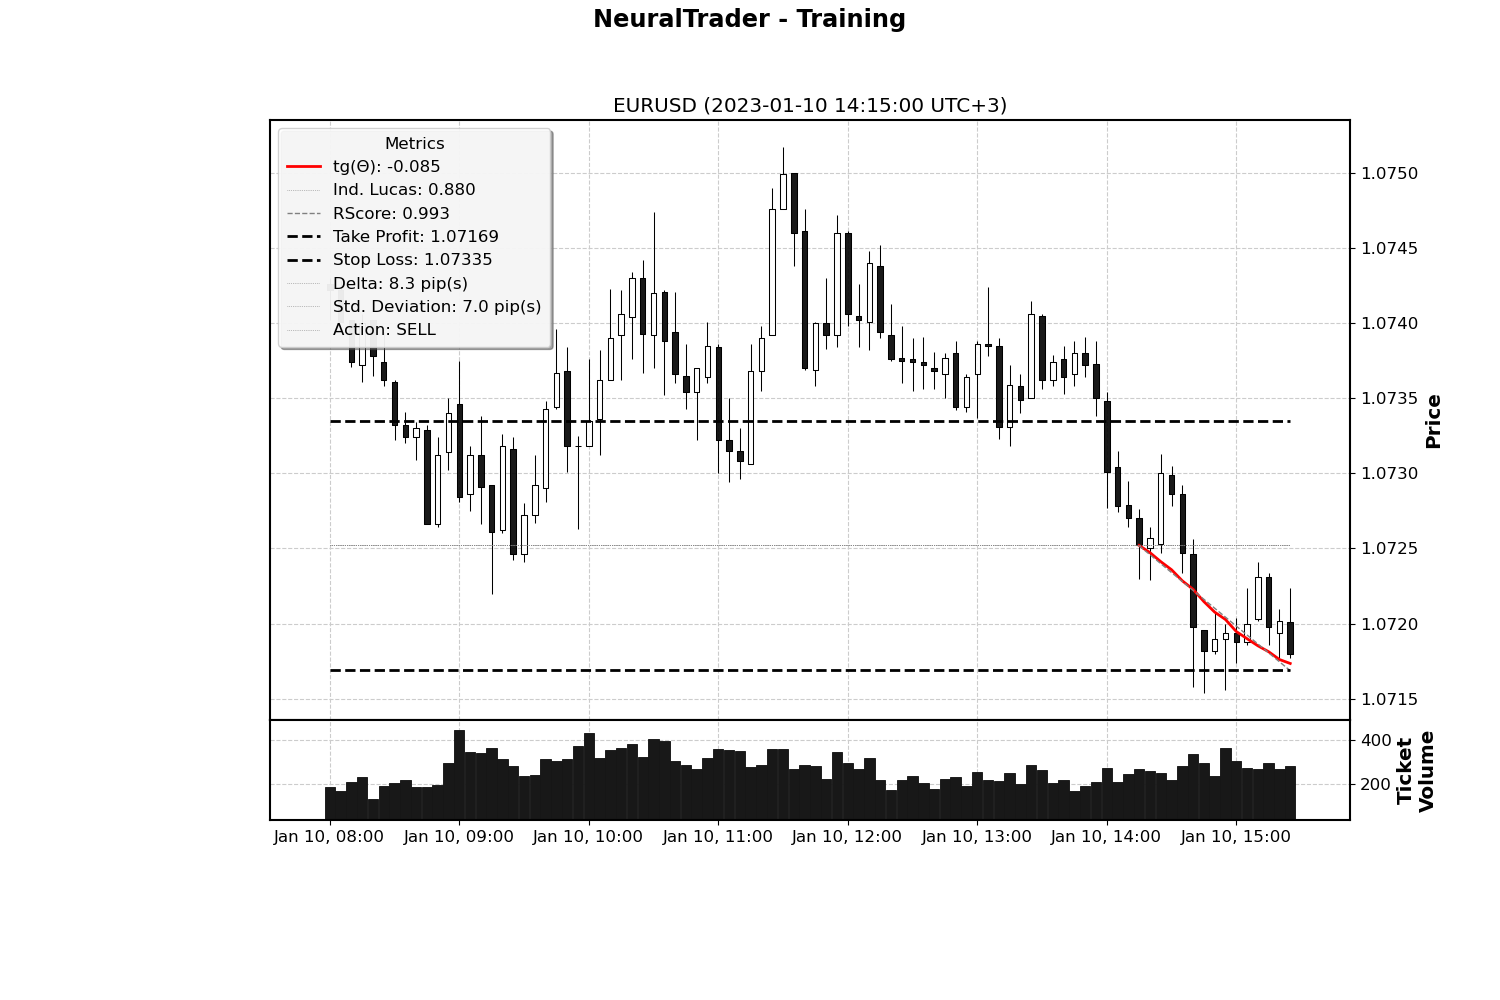 NeuralTrader - Training
EURUSD (2023-01-10 14:15:00 UTC+3)
Metrics
tg(Θ): -0.085
Ind. Lucas: 0.880
RScore: 0.993
Take Profit: 1.07169
Stop Loss: 1.07335
Delta: 8.3 pip(s)
Std. Deviation: 7.0 pip(s)
Action: SELL
1.0750
1.0745
1.0740
1.0735
1.0730
1.0725
1.0720
1.0715
Price
400
200
Ticket
Volume
Jan 10, 08:00
Jan 10, 09:00
Jan 10, 10:00
Jan 10, 11:00
Jan 10, 12:00
Jan 10, 13:00
Jan 10, 14:00
Jan 10, 15:00